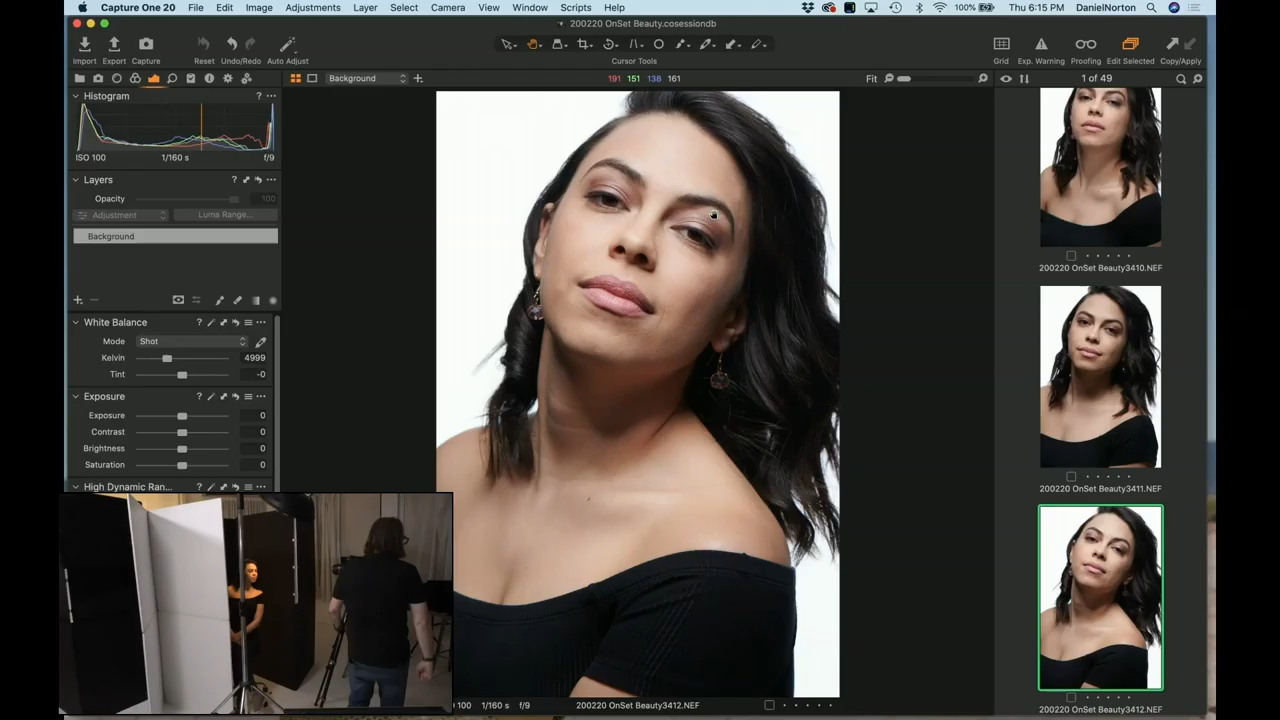 Capture One 20 File Edit Image Adjustments Layer Select Camera View Window Scripts Help 100% Thu 6:15 PM DanielNorton
200220 OnSet Beauty.cosessiondb
Import Export Capture Reset Undo/Redo Auto Adjust Cursor Tools Grid Exp. Warning Proofing Edit Selected Copy/Apply
Background 191 151 138 161 Fit 1 of 49
Histogram
ISO 100 1/160 s f/9
Layers
Opacity 100
Adjustment Luma Range...
Background
White Balance
Mode Shot
Kelvin 4999
Tint -0
Exposure
Exposure 0
Contrast 0
Brightness 0
Saturation 0
High Dynamic Ran...
200220 OnSet Beauty3410.NEF
200220 OnSet Beauty3411.NEF
200220 OnSet Beauty3412.NEF
100 1/160 s f/9 200220 OnSet Beauty3412.NEF